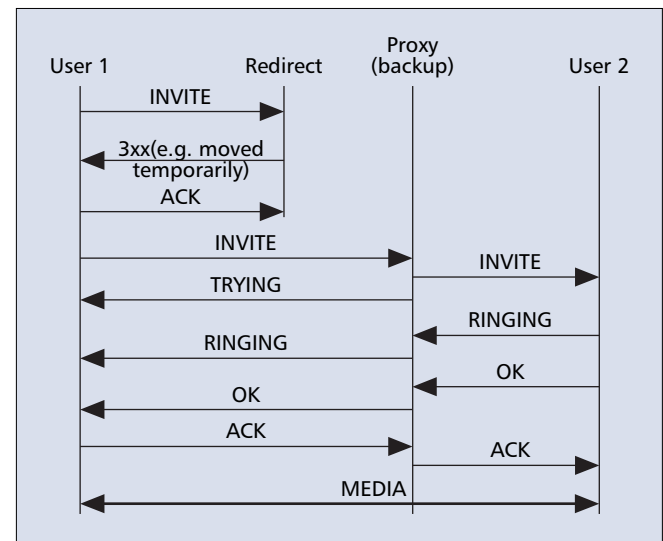 User 1
Redirect
Proxy
(backup)
User 2
INVITE
3xx(e.g. moved
temporarily)
ACK
INVITE
INVITE
TRYING
RINGING
RINGING
OK
OK
ACK
ACK
MEDIA